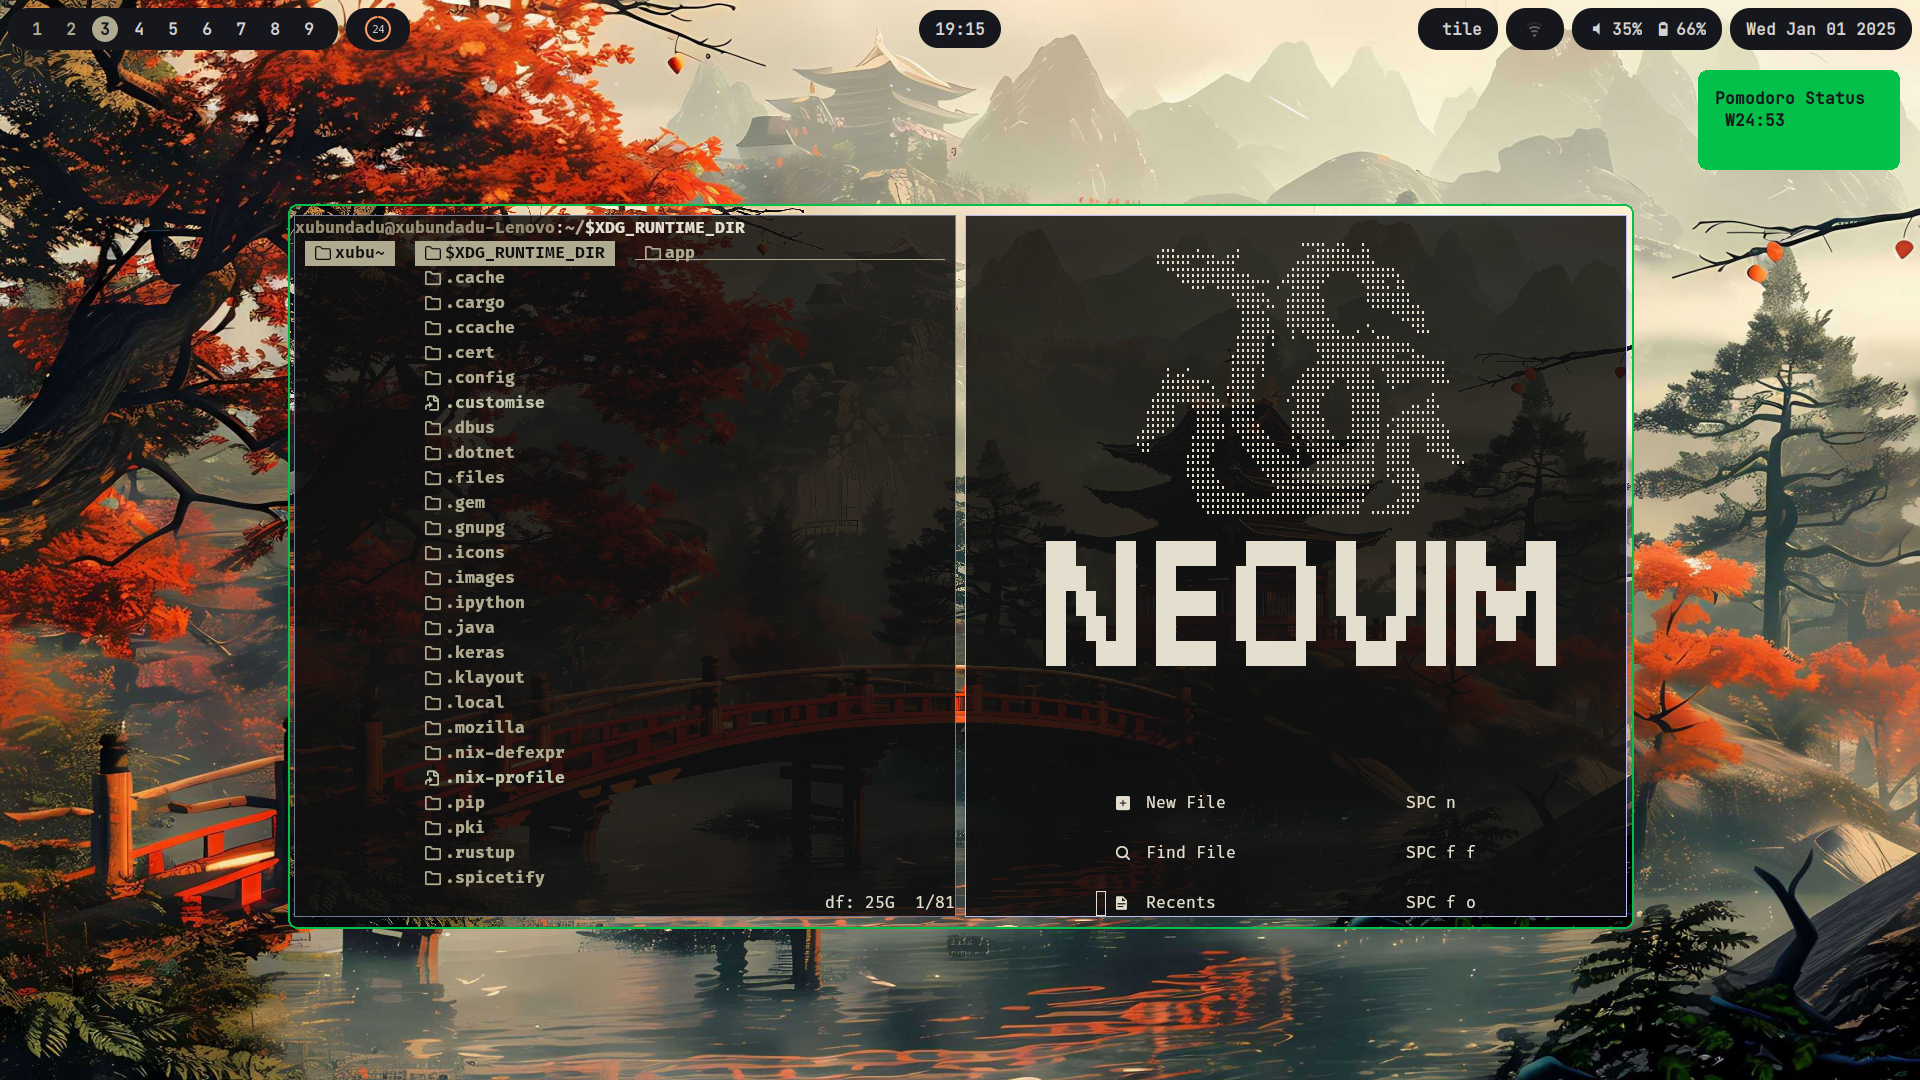 1 2 3 4 5 6 7 8 9
24
19:15
tile
35% 66%
Wed Jan 01 2025
Pomodoro Status
W24:53
xubundadu@xubundadu-Lenovo:~/$XDG_RUNTIME_DIR
xubu~ $XDG_RUNTIME_DIR app
.cache
.cargo
.ccache
.cert
.config
.customise
.dbus
.dotnet
.files
.gem
.gnupg
.icons
.images
.ipython
.java
.keras
.klayout
.local
.mozilla
.nix-defexpr
.nix-profile
.pip
.pki
.rustup
.spicetify
df: 25G 1/81
NEOVIM
New File SPC n
Find File SPC f f
Recents SPC f o